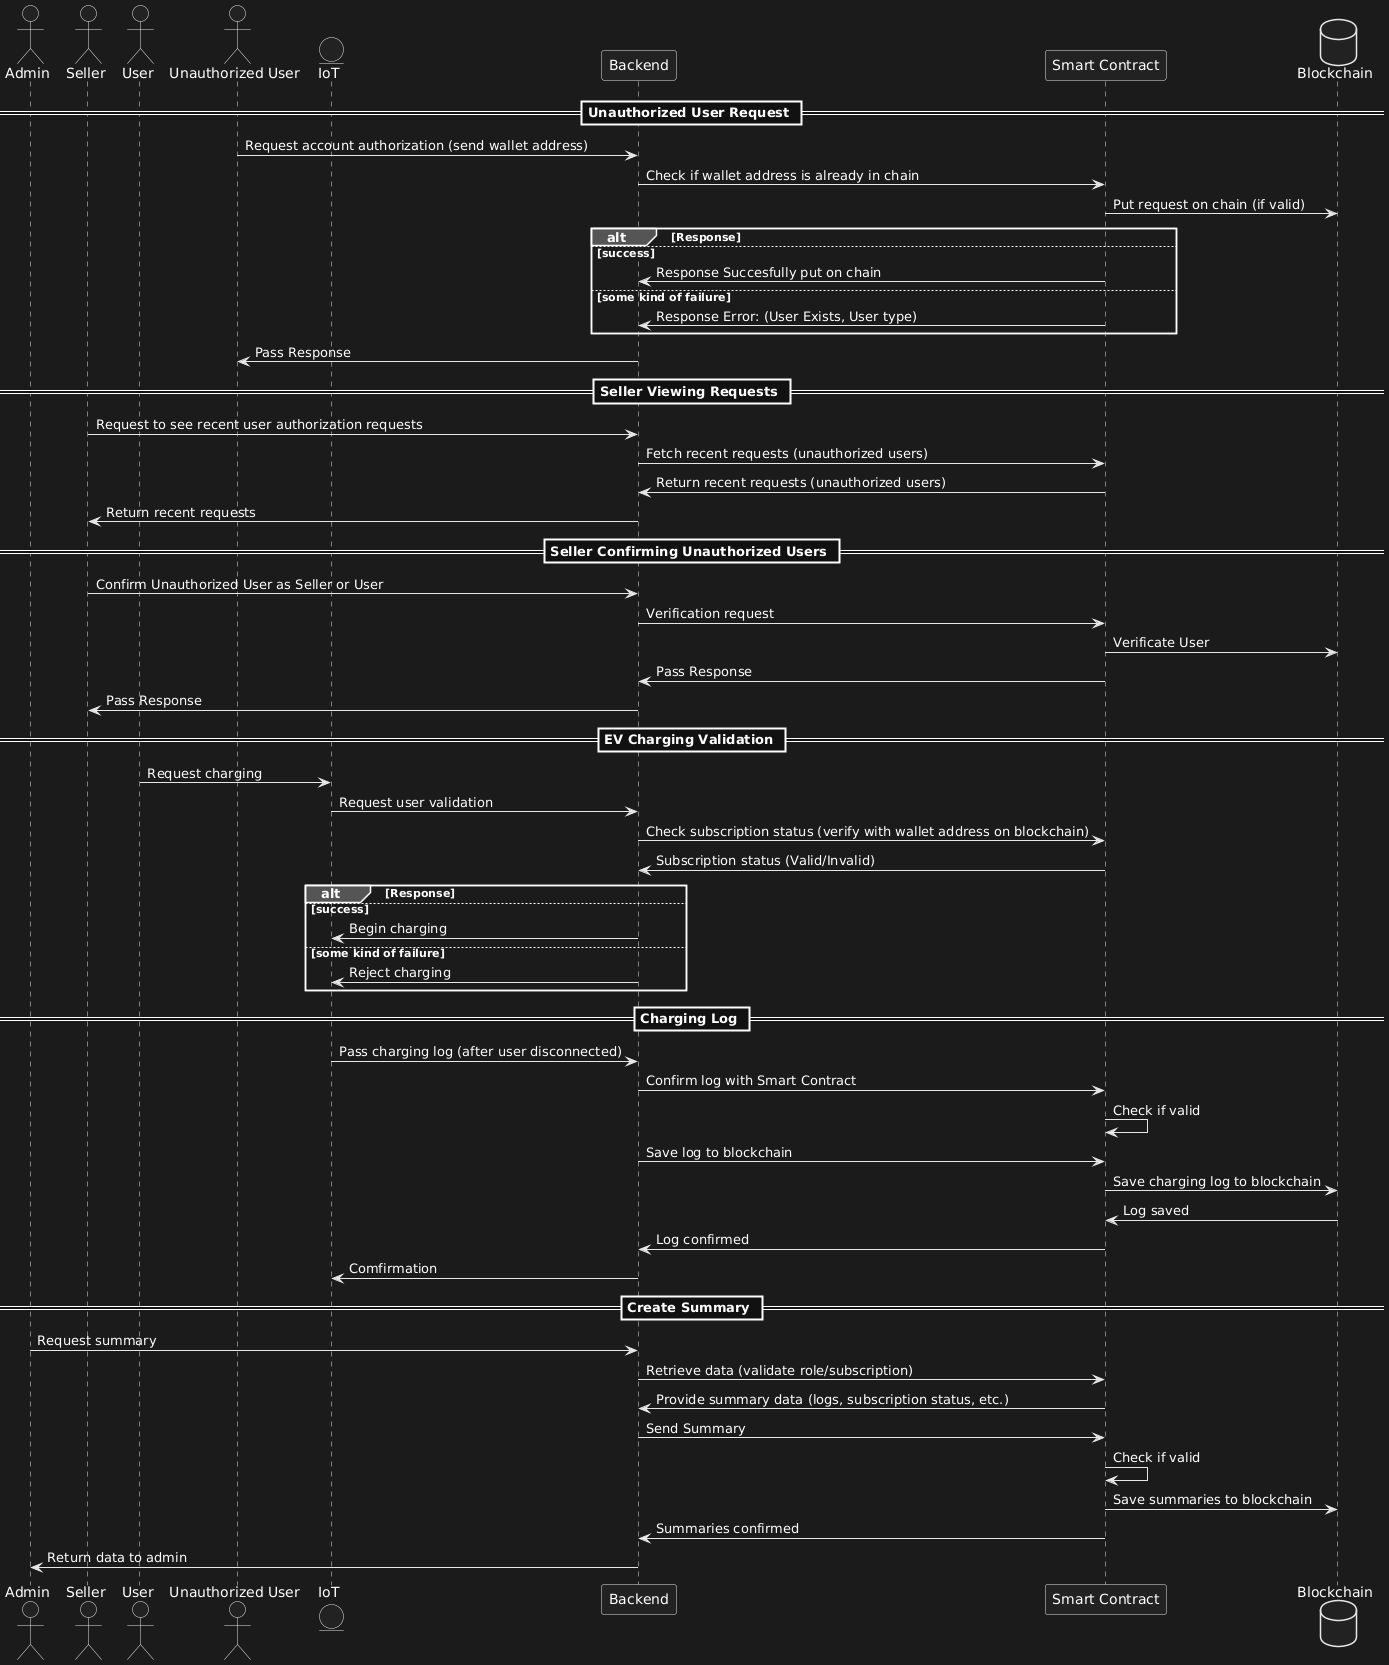 Admin
Seller
User
Unauthorized User
IoT
Backend
Smart Contract
Blockchain
Unauthorized User Request
Request account authorization (send wallet address)
Check if wallet address is already in chain
Put request on chain (if valid)
alt [Response]
[success]
Response Succesfully put on chain
[some kind of failure]
Response Error: (User Exists, User type)
Pass Response
Seller Viewing Requests
Request to see recent user authorization requests
Fetch recent requests (unauthorized users)
Return recent requests (unauthorized users)
Return recent requests
Seller Confirming Unauthorized Users
Confirm Unauthorized User as Seller or User
Verification request
Verificate User
Pass Response
Pass Response
EV Charging Validation
Request charging
Request user validation
Check subscription status (verify with wallet address on blockchain)
Subscription status (Valid/Invalid)
alt [Response]
[success]
Begin charging
[some kind of failure]
Reject charging
Charging Log
Pass charging log (after user disconnected)
Confirm log with Smart Contract
Check if valid
Save log to blockchain
Save charging log to blockchain
Log saved
Log confirmed
Comfirmation
Create Summary
Request summary
Retrieve data (validate role/subscription)
Provide summary data (logs, subscription status, etc.)
Send Summary
Check if valid
Save summaries to blockchain
Summaries confirmed
Return data to admin
Admin
Seller
User
Unauthorized User
IoT
Backend
Smart Contract
Blockchain